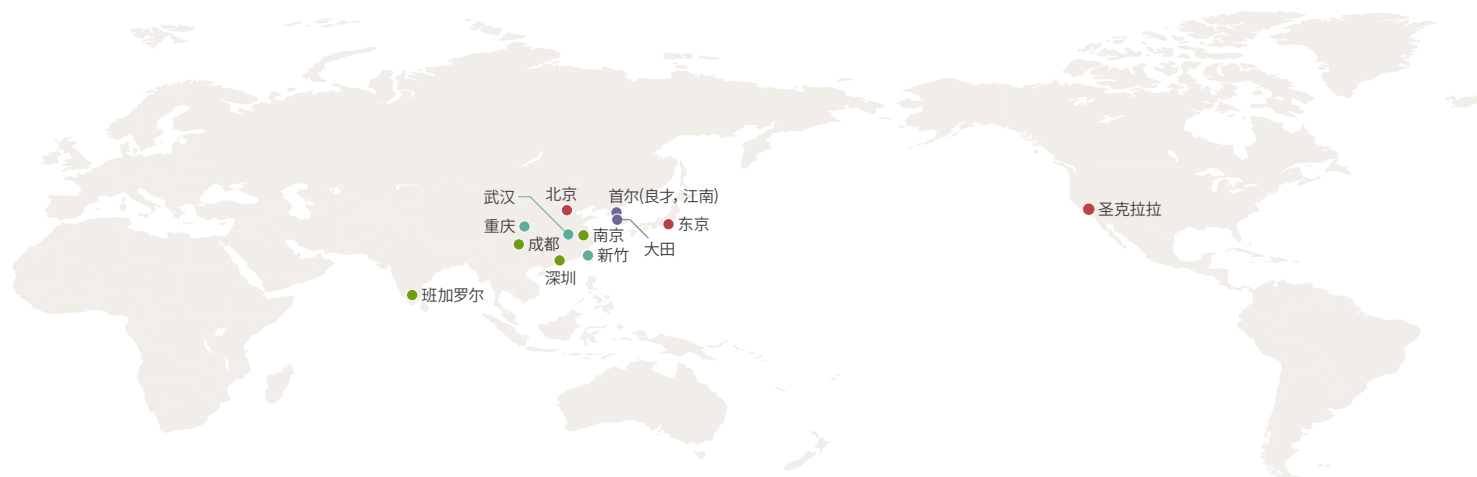 武汉
北京
首尔(良才, 江南)
重庆
南京
东京
成都
新竹
大田
深圳
班加罗尔
圣克拉拉